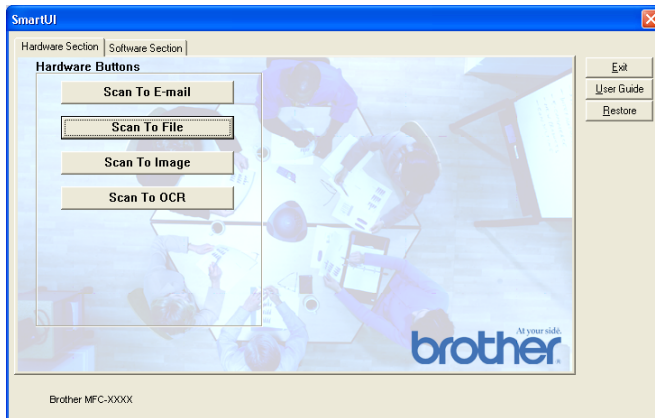 SmartUI
Hardware Section
Software Section
Hardware Buttons
Scan To E-mail
Scan To File
Scan To Image
Scan To OCR
Exit
User Guide
Restore
At your side.
brother
Brother MFC-XXXX